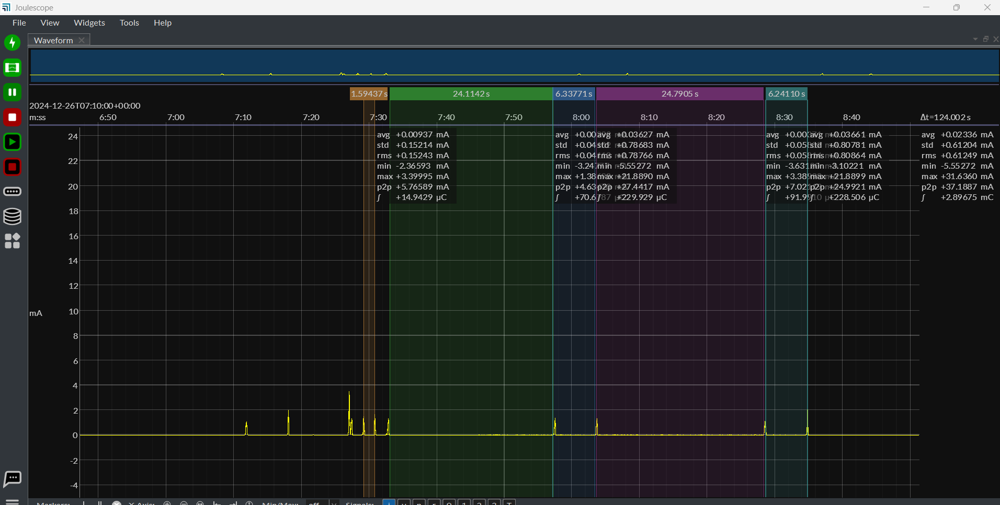 Joulescope
File View Widgets Tools Help
Waveform
1.59437 s 24.1142 s 6.33771 s 24.7905 s 6.24110 s
2024-12-26T07:10:00+00:00
m:ss 6:50 7:00 7:10 7:20 7:30 7:40 7:50 8:00 8:10 8:20 8:30 8:40 Δt=124.002 s
avg +0.00937 mA avg +0.00 avg +0.03627 mA avg +0.00 avg +0.03661 mA avg +0.02336 mA
std +0.15214 mA std +0.04 std +0.78683 mA std +0.05 std +0.80781 mA std +0.61204 mA
rms +0.15243 mA rms +0.04 rms +0.78766 mA rms +0.05 rms +0.80864 mA rms +0.61249 mA
min -2.36593 mA min -3.24 min -5.55272 mA min -3.63 min -3.10221 mA min -5.55272 mA
max +3.39995 mA max +1.38 max +21.8890 mA max +3.38 max +21.8899 mA max +31.6360 mA
p2p +5.76589 mA p2p +4.63 p2p +27.4417 mA p2p +7.02 p2p +24.9921 mA p2p +37.1887 mA
∫ +14.9429 µC ∫ +70.6 ∫ +229.929 µC ∫ +91.9 ∫ +228.506 µC ∫ +2.89675 mC
24
22
20
18
16
14
12
10
mA
8
6
4
2
0
-2
-4
Markers: X-Axis: Min/Max: off Signals: i v p r 0 1 2 3 T